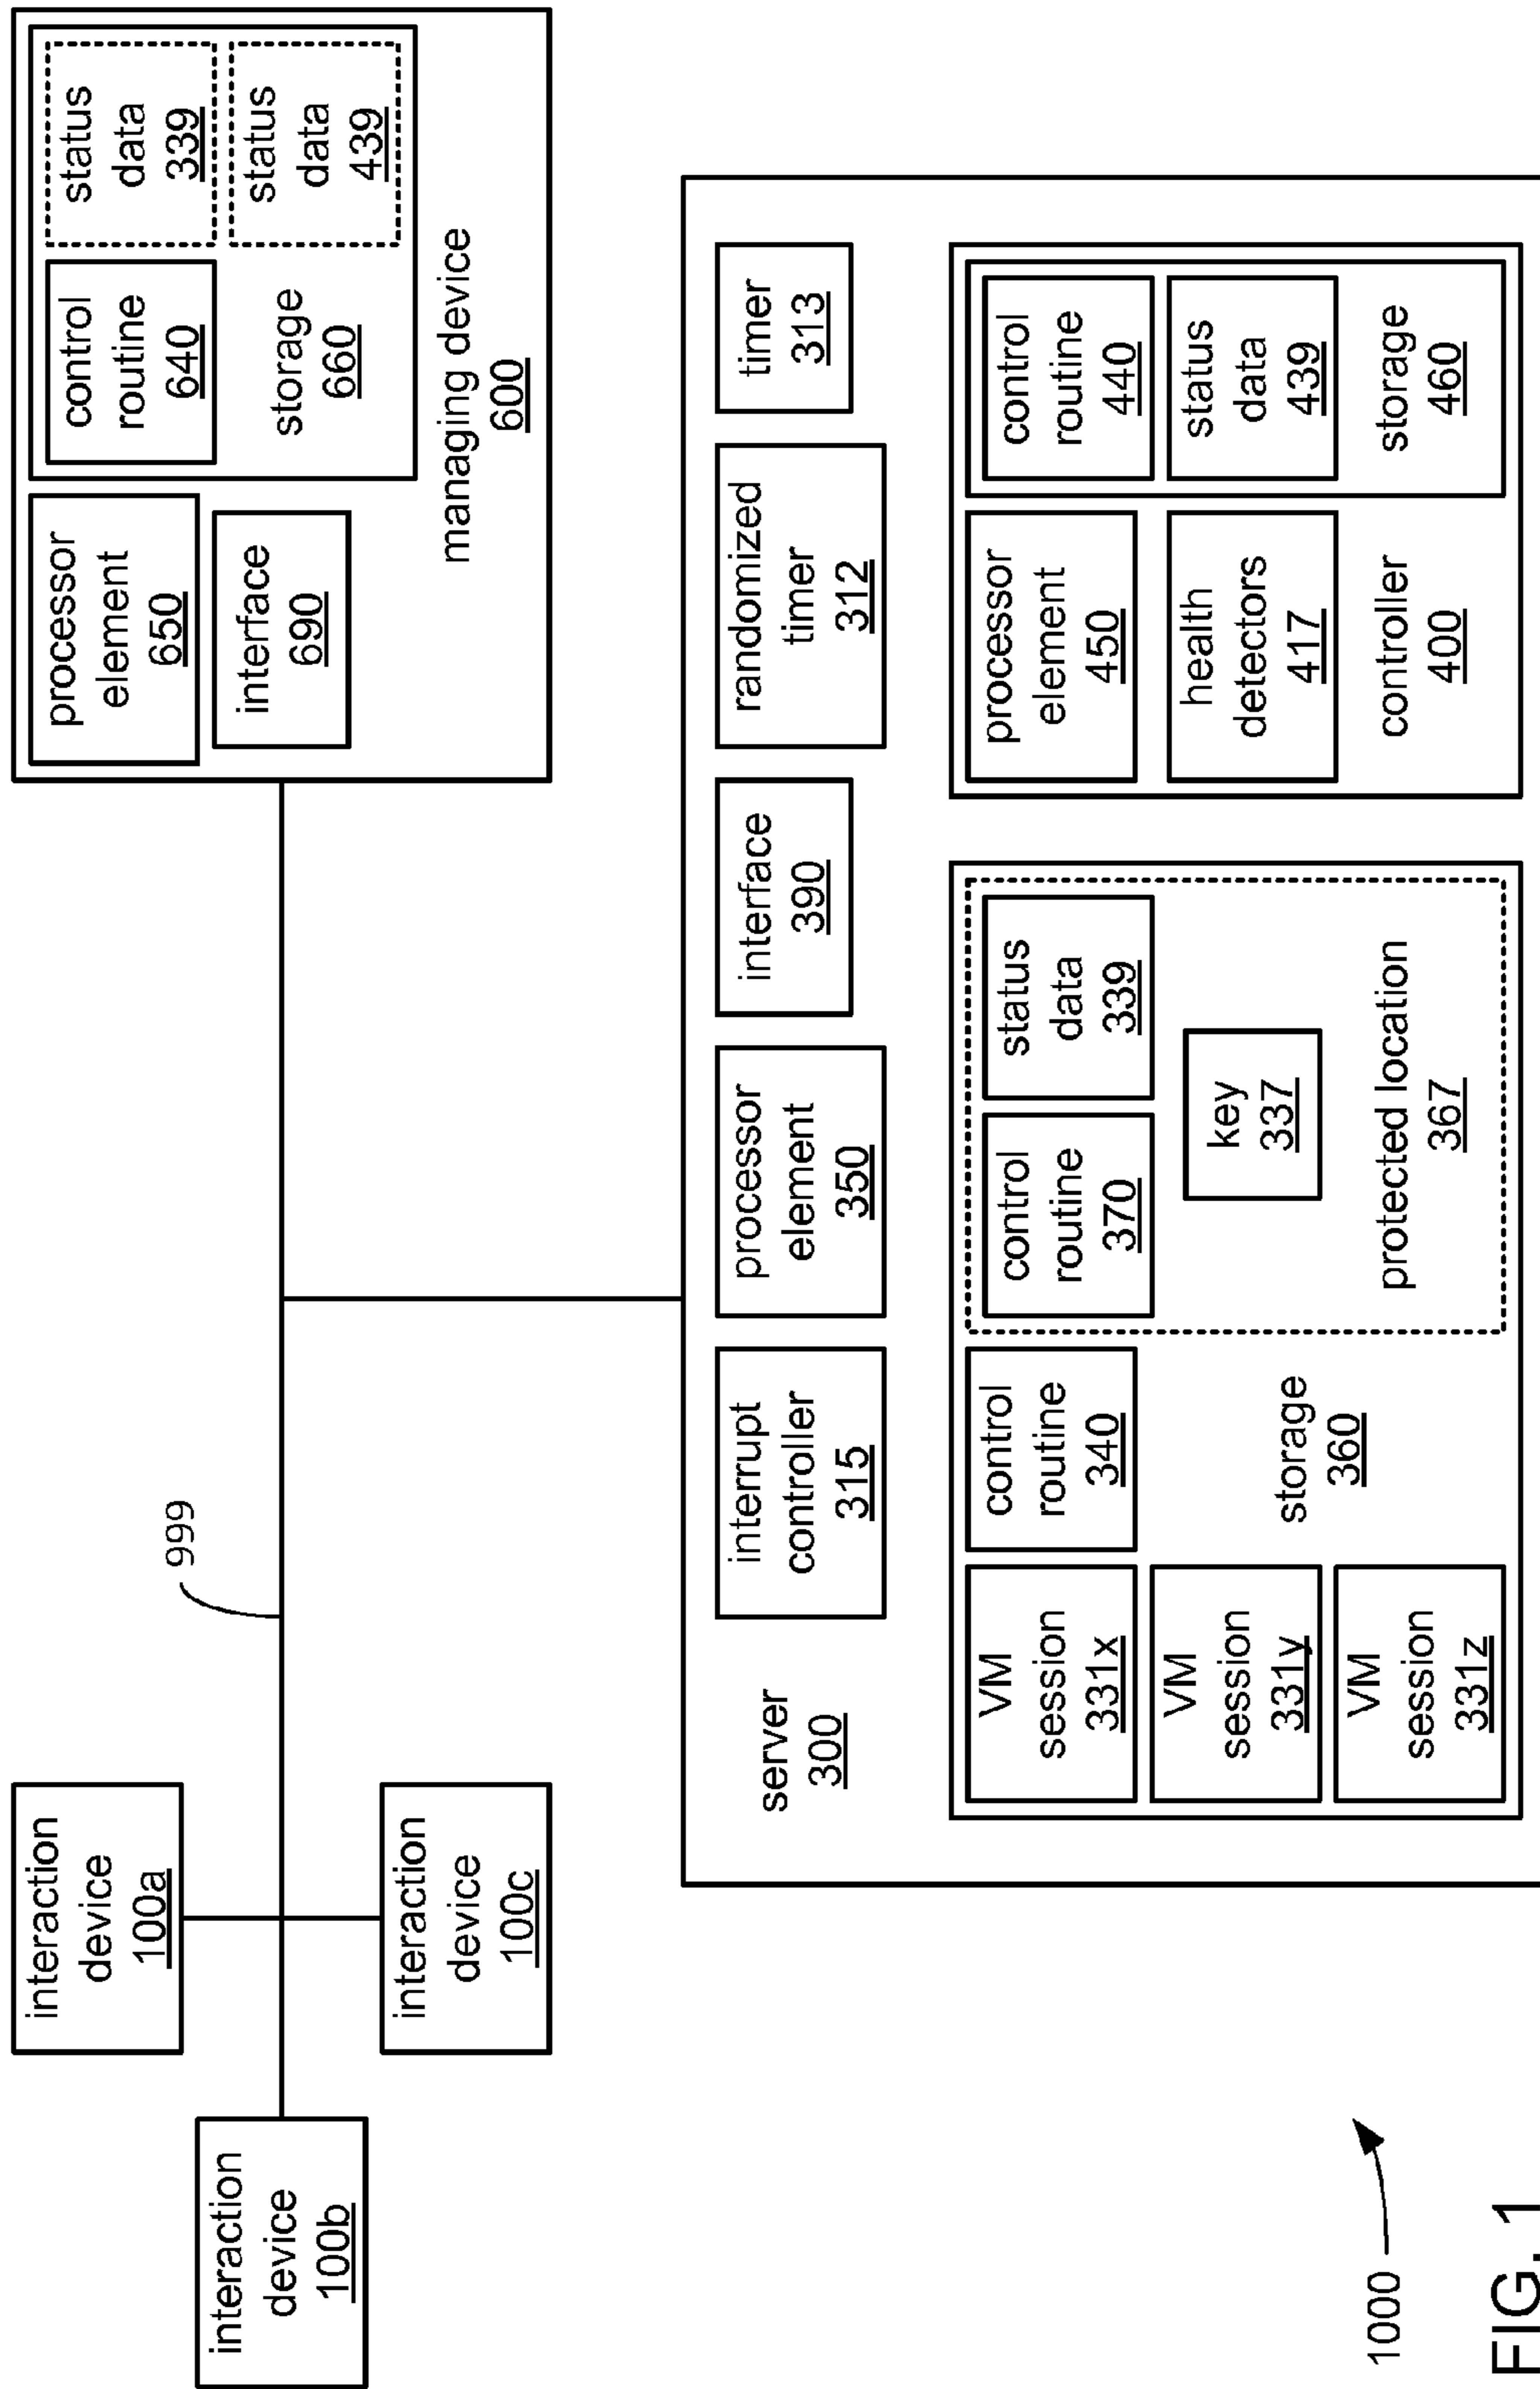 interaction
device
100a
interaction
device
100b
interaction
device
100c
999
processor
element
650
interface
690
control
routine
640
status
data
339
status
data
439
storage
660
managing device
600
server
300
interrupt
controller
315
processor
element
350
interface
390
randomized
timer
312
timer
313
VM
session
331x
VM
session
331y
VM
session
331z
control
routine
340
storage
360
control
routine
370
status
data
339
key
337
protected location
367
processor
element
450
health
detectors
417
controller
400
control
routine
440
status
data
439
storage
460
1000
FIG. 1